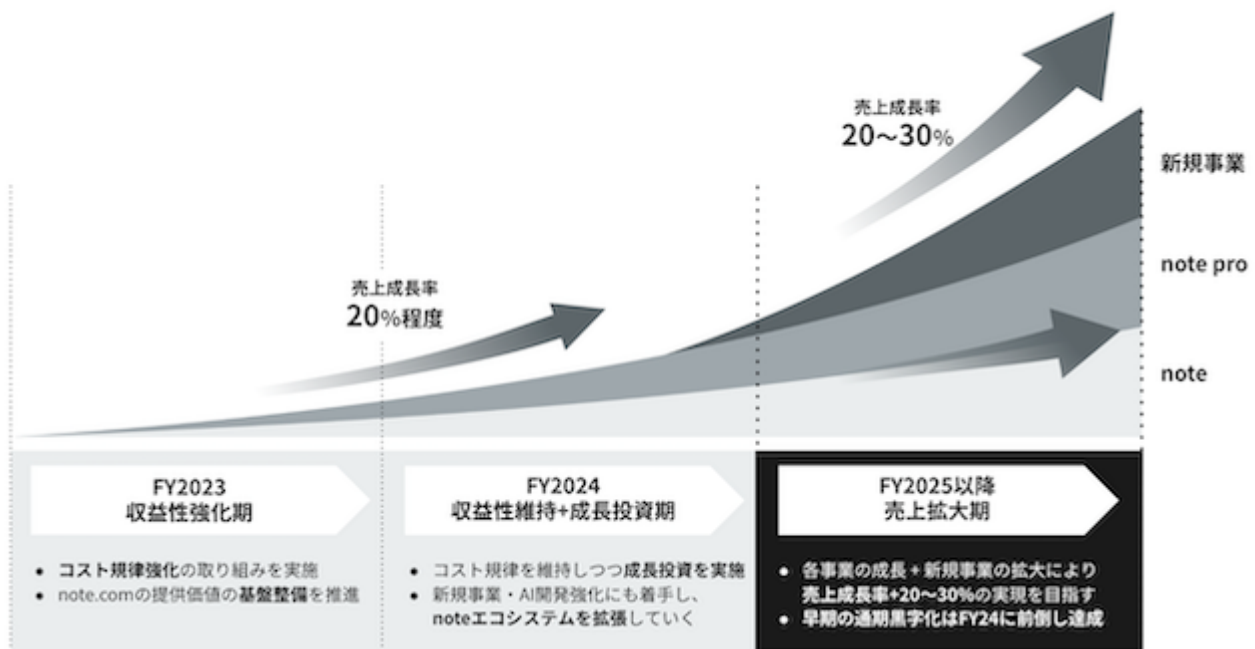 売上成長率
20〜30%
新規事業
note pro
売上成長率
20%程度
note
FY2023
収益性強化期
コスト規律強化の取り組みを実施
note.comの提供価値の基盤整備を推進
FY2024
収益性維持+成長投資期
コスト規律を維持しつつ成長投資を実施
新規事業・AI開発強化にも着手し、
noteエコシステムを拡張していく
FY2025以降
売上拡大期
各事業の成長 + 新規事業の拡大により
売上成長率+20〜30%の実現を目指す
早期の通期黒字化はFY24に前倒し達成